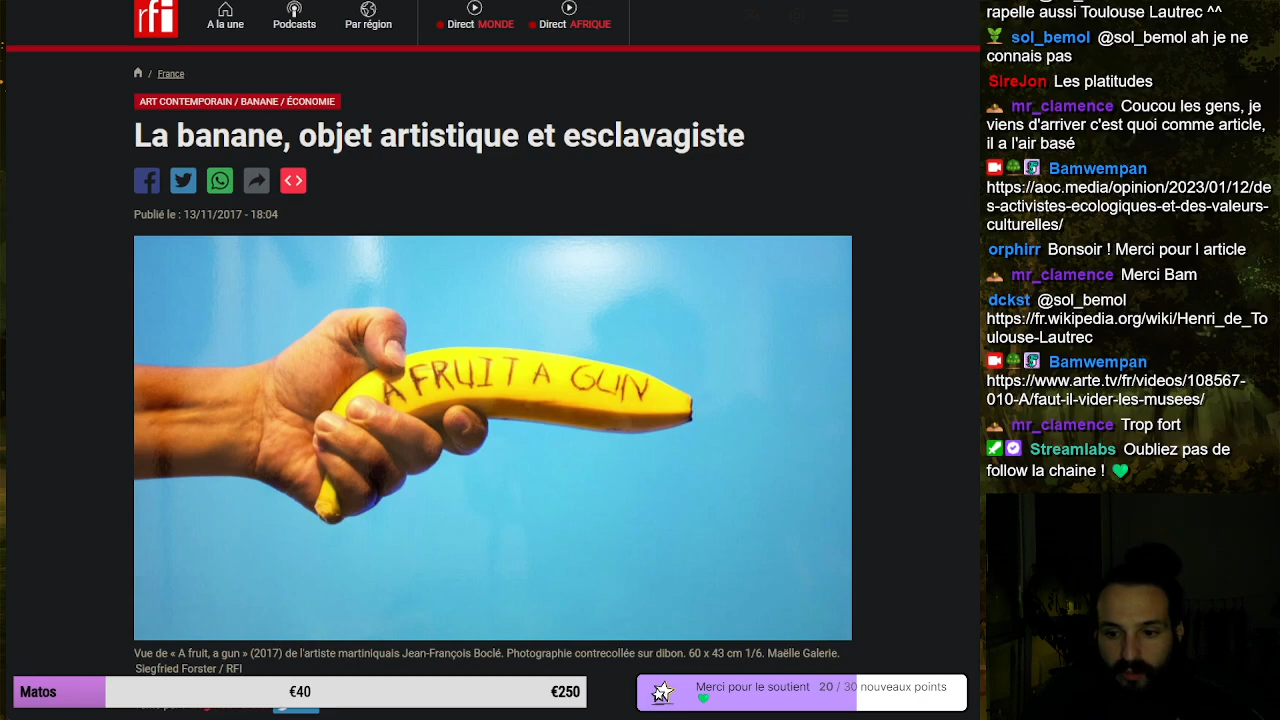 rfi
A la une
Podcasts
Par région
Direct MONDE
Direct AFRIQUE
/ France
ART CONTEMPORAIN / BANANE / ÉCONOMIE
La banane, objet artistique et esclavagiste
Publié le : 13/11/2017 - 18:04
A FRUIT A GUN
Vue de « A fruit, a gun » (2017) de l'artiste martiniquais Jean-François Boclé. Photographie contrecollée sur dibon. 60 x 43 cm 1/6. Maëlle Galerie.
Siegfried Forster / RFI
Matos
€40
€250
Merci pour le soutient 20 / 30 nouveaux points
rapelle aussi Toulouse Lautrec ^^
sol_bemol @sol_bemol ah je ne
connais pas
SireJon Les platitudes
mr_clamence Coucou les gens, je
viens d'arriver c'est quoi comme article,
il a l'air basé
Bamwempan
https://aoc.media/opinion/2023/01/12/de
s-activistes-ecologiques-et-des-valeurs-
culturelles/
orphirr Bonsoir ! Merci pour l article
mr_clamence Merci Bam
dckst @sol_bemol
https://fr.wikipedia.org/wiki/Henri_de_To
ulouse-Lautrec
Bamwempan
https://www.arte.tv/fr/videos/108567-
010-A/faut-il-vider-les-musees/
mr_clamence Trop fort
Streamlabs Oubliez pas de
follow la chaine !